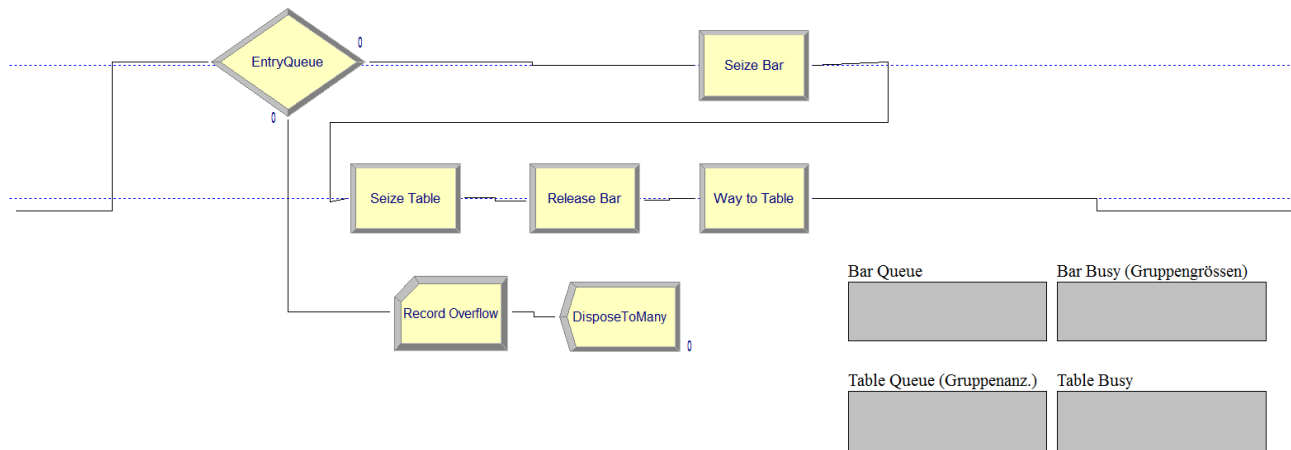 0
EntryQueue
Seize Bar
0
Seize Table
Release Bar
Way to Table
Bar Queue
Bar Busy (Gruppengrössen)
Record Overflow
DisposeToMany
0
Table Queue (Gruppenanz.)
Table Busy